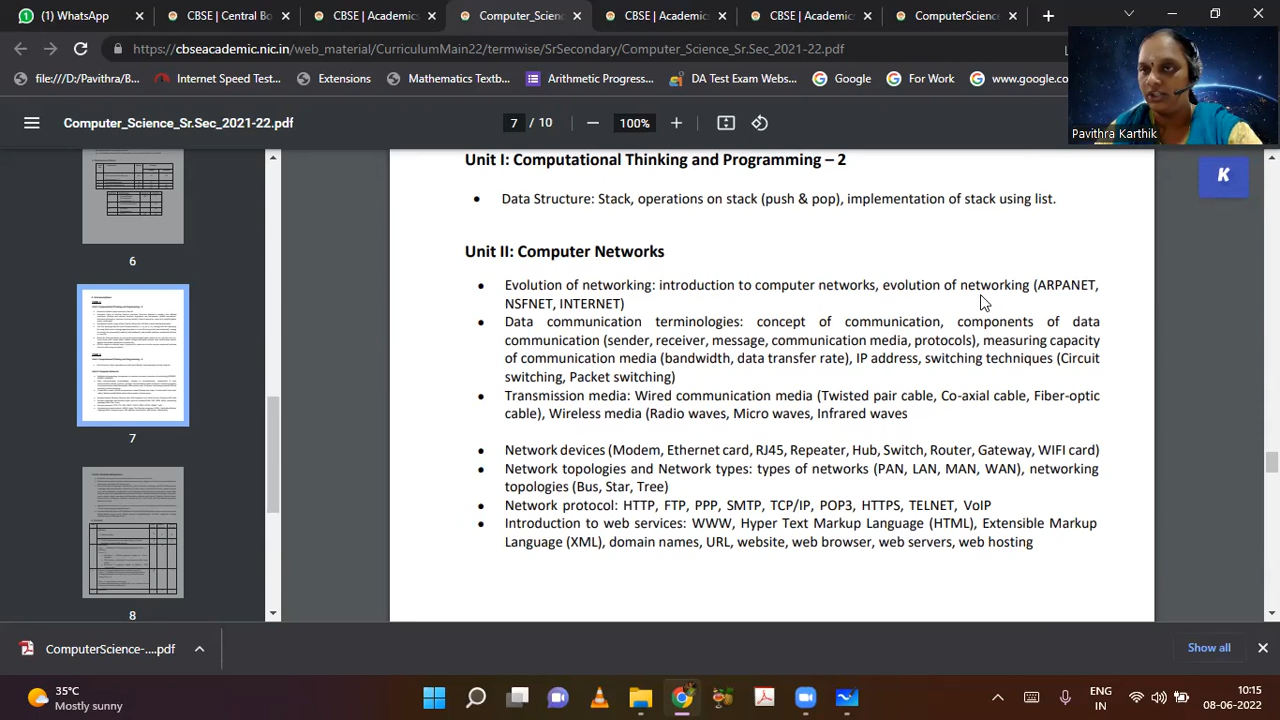 (1) WhatsApp
CBSE | Central Bo
CBSE | Academics
Computer_Scienc
CBSE | Academics
CBSE | Academics
ComputerScience
https://cbseacademic.nic.in/web_material/CurriculumMain22/termwise/SrSecondary/Computer_Science_Sr.Sec_2021-22.pdf
file:///D:/Pavithra/B...
Internet Speed Test...
Extensions
Mathematics Textb...
Arithmetic Progress...
DA Test Exam Webs...
Google
For Work
www.google.co
Pavithra Karthik
Computer_Science_Sr.Sec_2021-22.pdf
7 / 10
100%
K
6
7
8
Unit I: Computational Thinking and Programming – 2
• Data Structure: Stack, operations on stack (push & pop), implementation of stack using list.
Unit II: Computer Networks
• Evolution of networking: introduction to computer networks, evolution of networking (ARPANET,
NSFNET, INTERNET)
• Data communication terminologies: concept of communication, components of data
communication (sender, receiver, message, communication media, protocols), measuring capacity
of communication media (bandwidth, data transfer rate), IP address, switching techniques (Circuit
switching, Packet switching)
• Transmission media: Wired communication media (Twisted pair cable, Co-axial cable, Fiber-optic
cable), Wireless media (Radio waves, Micro waves, Infrared waves
• Network devices (Modem, Ethernet card, RJ45, Repeater, Hub, Switch, Router, Gateway, WIFI card)
• Network topologies and Network types: types of networks (PAN, LAN, MAN, WAN), networking
topologies (Bus, Star, Tree)
• Network protocol: HTTP, FTP, PPP, SMTP, TCP/IP, POP3, HTTPS, TELNET, VoIP
• Introduction to web services: WWW, Hyper Text Markup Language (HTML), Extensible Markup
Language (XML), domain names, URL, website, web browser, web servers, web hosting
ComputerScience-....pdf
Show all
35°C
Mostly sunny
ENG
IN
10:15
08-06-2022